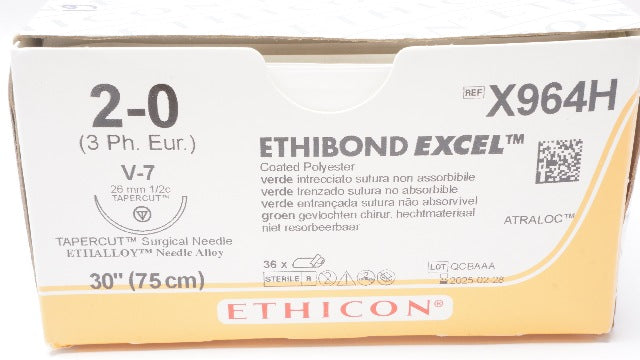 2-0
(3 Ph. Eur.)
V-7
26 mm 1/2c
TAPERCUT™
TAPERCUT™ Surgical Needle
ETHALLOY™ Needle Alloy
30" (75 cm)
REF X964H
ETHIBOND EXCEL™
Coated Polyester
verde intrecciato sutura non assorbibile
verde trenzado sutura no absorbible
verde entrançada sutura não absorvível
groen gevlochten chirur. hechtmateriaal
niet resorbeerbaar
ATRALOC™
36 x
STERILE R
LOT QCBAAA
2025-02-28
ETHICON®